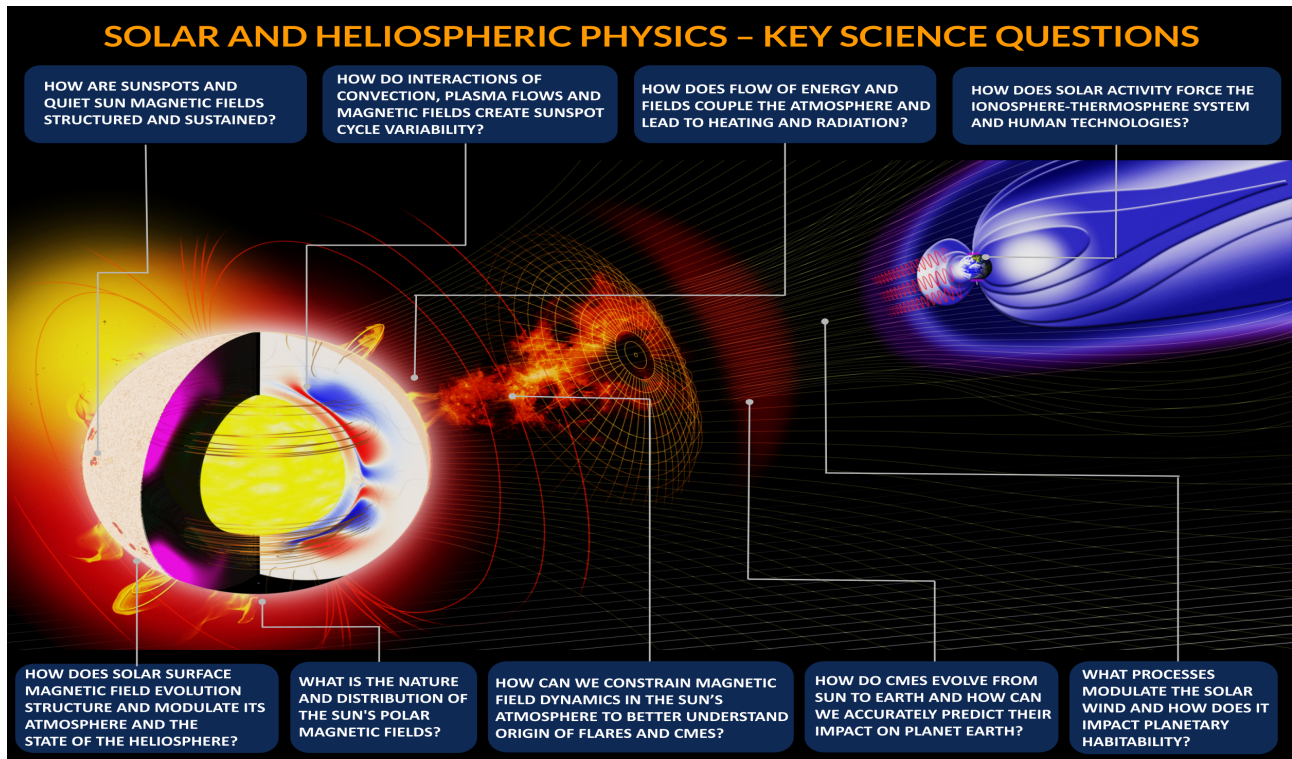 SOLAR AND HELIOSPHERIC PHYSICS – KEY SCIENCE QUESTIONS
HOW ARE SUNSPOTS AND
QUIET SUN MAGNETIC FIELDS
STRUCTURED AND SUSTAINED?
HOW DO INTERACTIONS OF
CONVECTION, PLASMA FLOWS AND
MAGNETIC FIELDS CREATE SUNSPOT
CYCLE VARIABILITY?
HOW DOES FLOW OF ENERGY AND
FIELDS COUPLE THE ATMOSPHERE AND
LEAD TO HEATING AND RADIATION?
HOW DOES SOLAR ACTIVITY FORCE THE
IONOSPHERE-THERMOSPHERE SYSTEM
AND HUMAN TECHNOLOGIES?
HOW DOES SOLAR SURFACE
MAGNETIC FIELD EVOLUTION
STRUCTURE AND MODULATE ITS
ATMOSPHERE AND THE
STATE OF THE HELIOSPHERE?
WHAT IS THE NATURE
AND DISTRIBUTION OF
THE SUN'S POLAR
MAGNETIC FIELDS?
HOW CAN WE CONSTRAIN MAGNETIC
FIELD DYNAMICS IN THE SUN'S
ATMOSPHERE TO BETTER UNDERSTAND
ORIGIN OF FLARES AND CMES?
HOW DO CMES EVOLVE FROM
SUN TO EARTH AND HOW CAN
WE ACCURATELY PREDICT THEIR
IMPACT ON PLANET EARTH?
WHAT PROCESSES
MODULATE THE SOLAR
WIND AND HOW DOES IT
IMPACT PLANETARY
HABITABILITY?